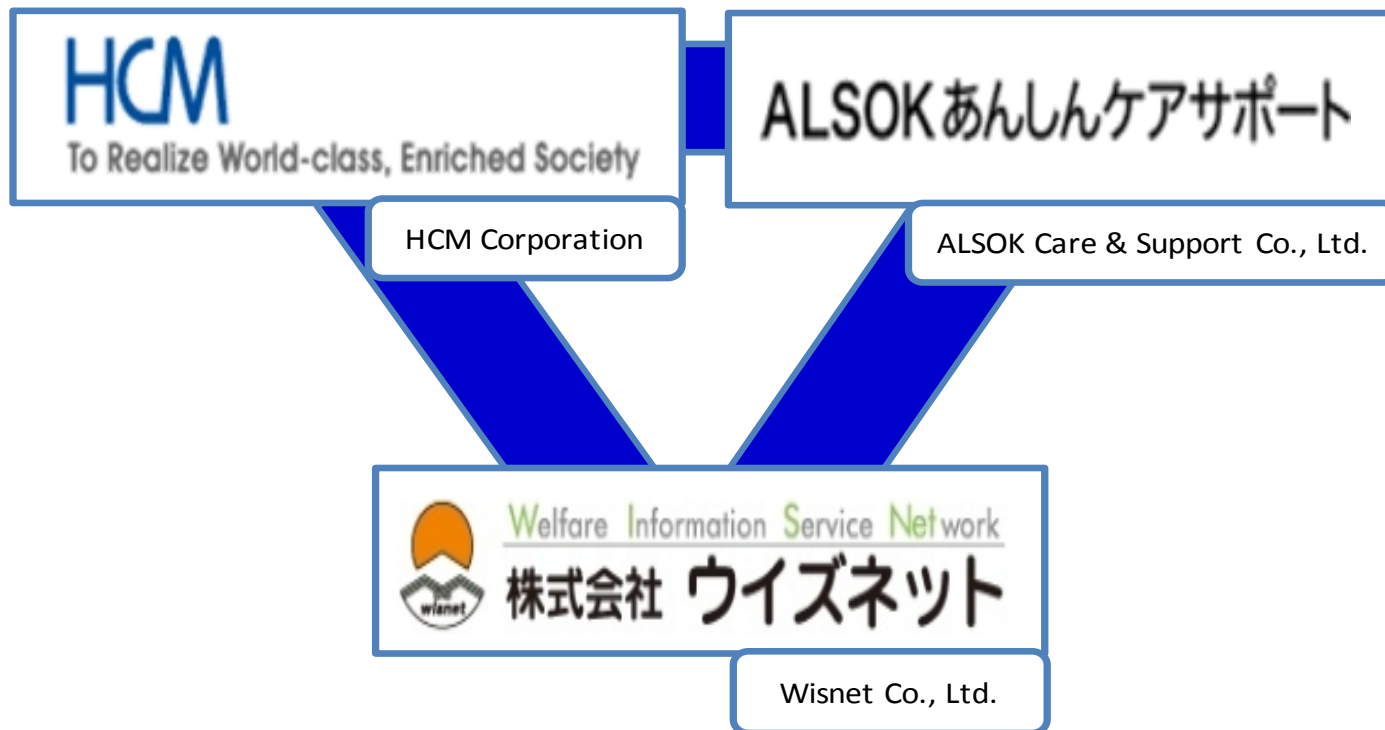 HCM
To Realize World-class, Enriched Society
HCM Corporation
ALSOKあんしんケアサポート
ALSOK Care & Support Co., Ltd.
Welfare Information Service Network
wisnet
株式会社 ウイズネット
Wisnet Co., Ltd.